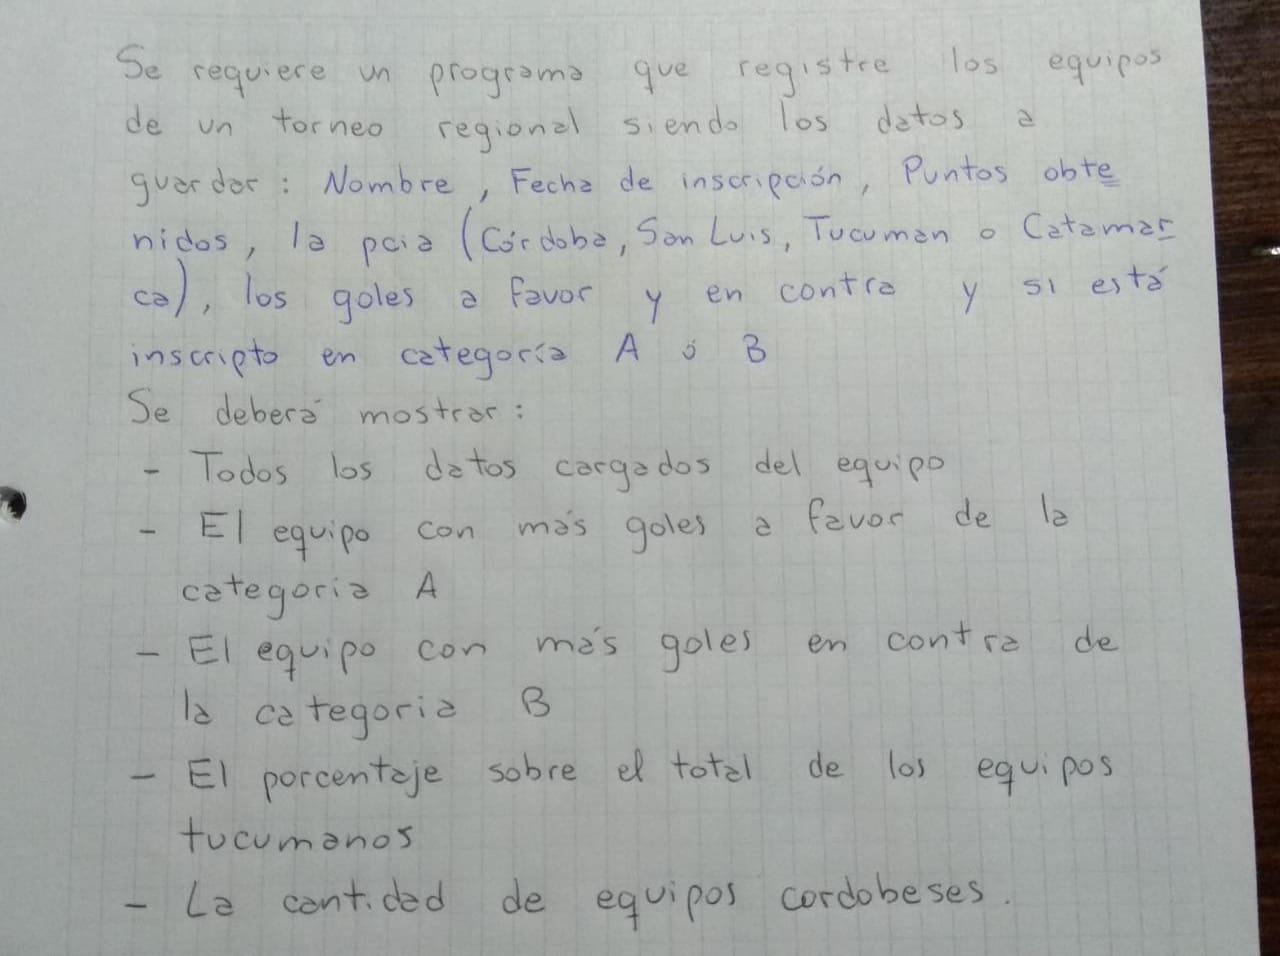 Se requiere un programa que registre los equipos
de un torneo regional siendo los datos a
guardar: Nombre, Fecha de inscripción, Puntos obte
nidos, la pcia (Córdoba, San Luis, Tucuman o Catamar
ca), los goles a favor y en contra y si está
inscripto en categoría A ó B
Se deberá mostrar:
- Todos los datos cargados del equipo
- El equipo con más goles a favor de la
categoria A
- El equipo con más goles en contra de
la categoria B
- El porcentaje sobre el total de los equipos
tucumanos
- La cantidad de equipos cordobeses.